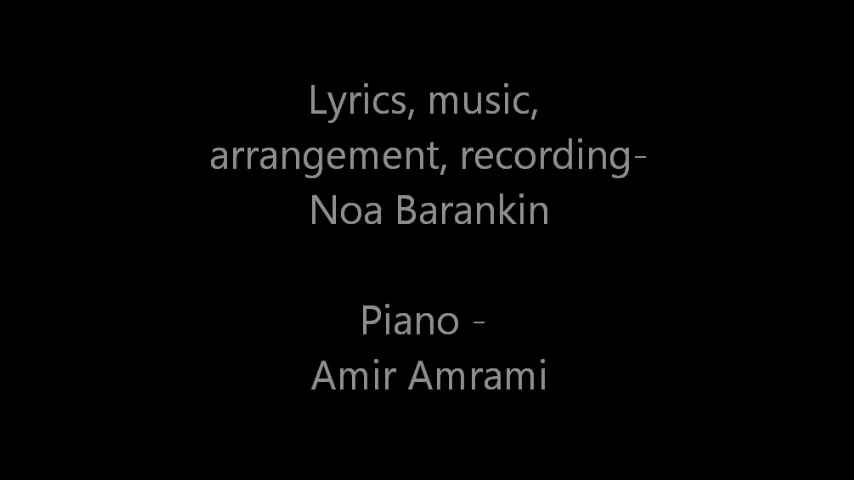 Lyrics, music,
arrangement, recording-
Noa Barankin
Piano -
Amir Amrami